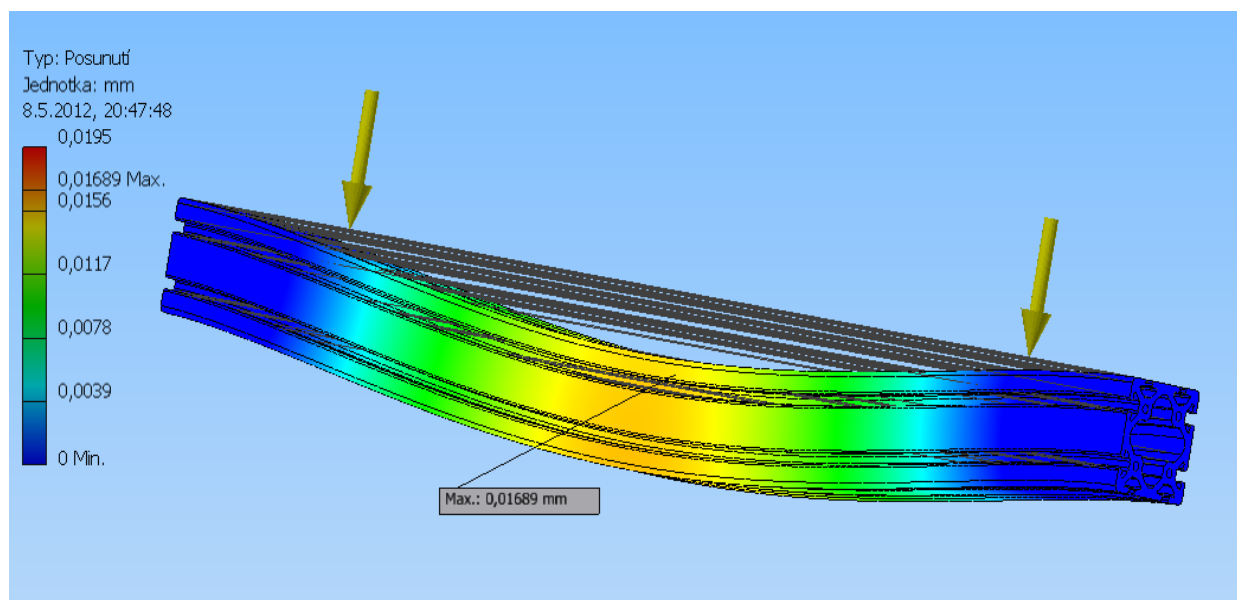 Typ: Posunutí
Jednotka: mm
8.5.2012, 20:47:48
0,0195
0,01689 Max.
0,0156
0,0117
0,0078
0,0039
0 Min.
Max.: 0,01689 mm